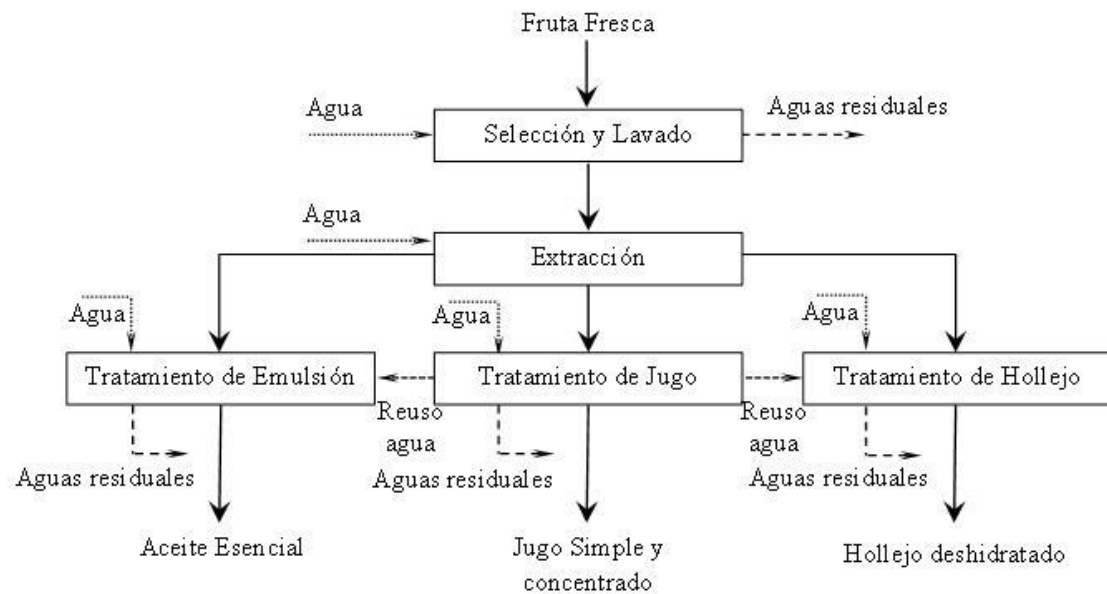 Fruta Fresca
Agua
Aguas residuales
Selección y Lavado
Agua
Extracción
Agua
Agua
Agua
Tratamiento de Emulsión
Tratamiento de Jugo
Tratamiento de Hollejo
Reuso
agua
Reuso
agua
Aguas residuales
Aguas residuales
Aguas residuales
Aceite Esencial
Jugo Simple y
concentrado
Hollejo deshidratado